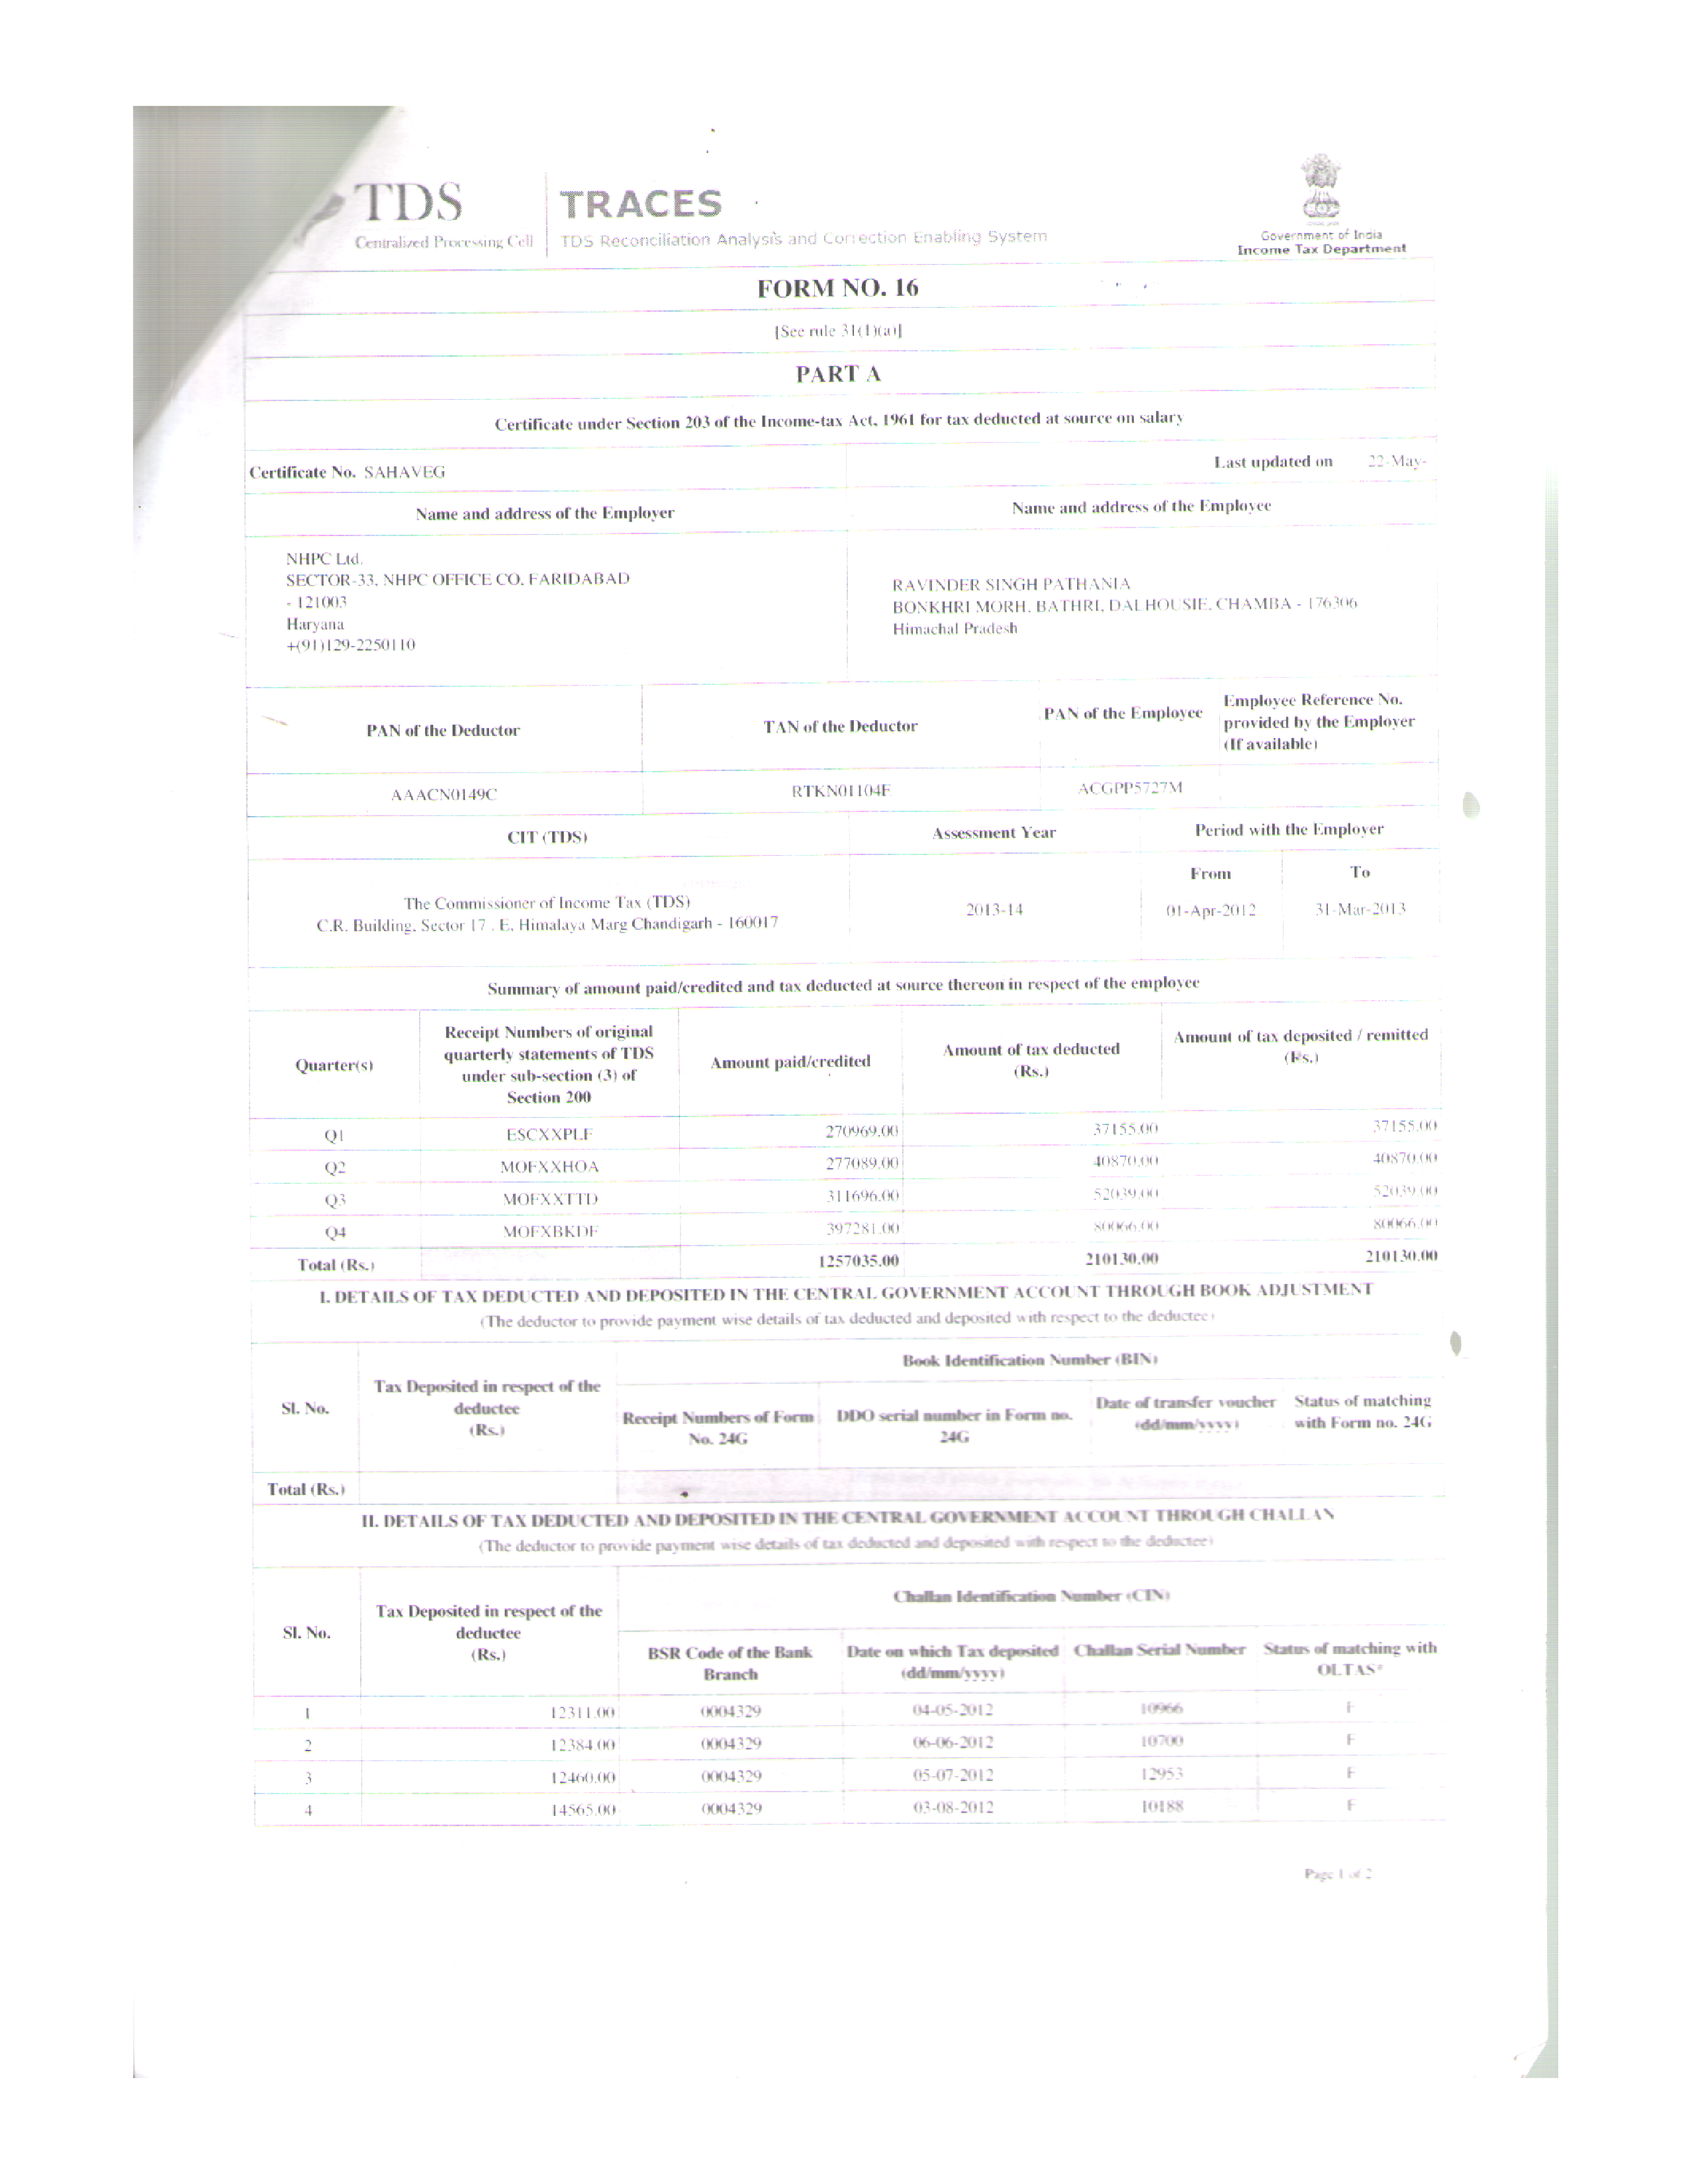 TDS
Centralized Processing Cell
TRACES
TDS Reconciliation Analysis and Correction Enabling System
Government of India
Income Tax Department
FORM NO. 16
[See rule 31(1)(a)]
PART A
Certificate under Section 203 of the Income-tax Act, 1961 for tax deducted at source on salary
Certificate No. SAHAVEG
Last updated on 22-May-
Name and address of the Employer
Name and address of the Employee
NHPC Ltd.
SECTOR-33, NHPC OFFICE CO, FARIDABAD
- 121003
Haryana
+(91)129-2250110
RAVINDER SINGH PATHANIA
BONKHRI MORH, BATHRI, DALHOUSIE, CHAMBA - 176306
Himachal Pradesh
PAN of the Deductor
TAN of the Deductor
PAN of the Employee
Employee Reference No.
provided by the Employer
(If available)
AAACN0149C RTKN01104F ACGPP5727M
CIT (TDS)
Assessment Year
Period with the Employer
From To
The Commissioner of Income Tax (TDS)
C.R. Building, Sector 17 . E, Himalaya Marg Chandigarh - 160017
2013-14
01-Apr-2012
31-Mar-2013
Summary of amount paid/credited and tax deducted at source thereon in respect of the employee
Quarter(s)
Receipt Numbers of original
quarterly statements of TDS
under sub-section (3) of
Section 200
Amount paid/credited
Amount of tax deducted
(Rs.)
Amount of tax deposited / remitted
(Rs.)
Q1 ESCXXPLF 270969.00 37155.00 37155.00
Q2 MOFXXHOA 277089.00 40870.00 40870.00
Q3 MOFXXTTD 311696.00 52039.00 52039.00
Q4 MOFXBKDF 397281.00 80066.00 80066.00
Total (Rs.) 1257035.00 210130.00 210130.00
I. DETAILS OF TAX DEDUCTED AND DEPOSITED IN THE CENTRAL GOVERNMENT ACCOUNT THROUGH BOOK ADJUSTMENT
(The deductor to provide payment wise details of tax deducted and deposited with respect to the deductee)
Sl. No.
Tax Deposited in respect of the
deductee
(Rs.)
Book Identification Number (BIN)
Receipt Numbers of Form
No. 24G
DDO serial number in Form no.
24G
Date of transfer voucher
(dd/mm/yyyy)
Status of matching
with Form no. 24G
Total (Rs.)
II. DETAILS OF TAX DEDUCTED AND DEPOSITED IN THE CENTRAL GOVERNMENT ACCOUNT THROUGH CHALLAN
(The deductor to provide payment wise details of tax deducted and deposited with respect to the deductee)
Sl. No.
Tax Deposited in respect of the
deductee
(Rs.)
Challan Identification Number (CIN)
BSR Code of the Bank
Branch
Date on which Tax deposited
(dd/mm/yyyy)
Challan Serial Number
Status of matching with
OLTAS*
1 12311.00 0004329 04-05-2012 10966 F
2 12384.00 0004329 06-06-2012 10700 F
3 12460.00 0004329 05-07-2012 12953 F
4 14565.00 0004329 03-08-2012 10188 F
Page 1 of 2